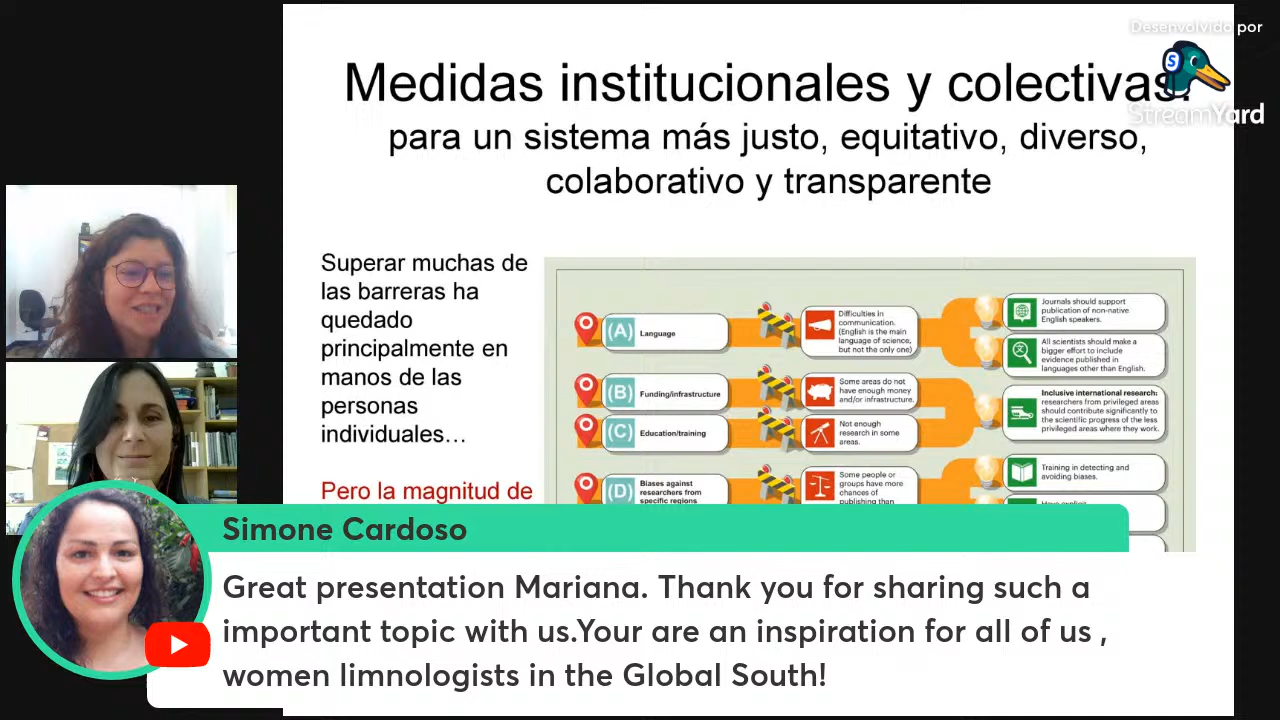 Desenvolvido por
StreamYard
Medidas institucionales y colectivas:
para un sistema más justo, equitativo, diverso,
colaborativo y transparente
Superar muchas de
las barreras ha
quedado
principalmente en
manos de las
personas
individuales…
Pero la magnitud de
(A) Language
Difficulties in
communication.
(English is the main
language of science,
but not the only one)
Journals should support
publication of non-native
English speakers.
All scientists should make a
bigger effort to include
evidence published in
languages other than English.
(B) Funding/infrastructure
Some areas do not
have enough money
and/or infrastructure.
(C) Education/training
Not enough
research in some
areas.
Inclusive international research:
researchers from privileged areas
should contribute significantly to
the scientific progress of the less
privileged areas where they work.
(D) Biases against
researchers from
specific regions
Some people or
groups have more
chances of
publishing than
Training in detecting and
avoiding biases.
Simone Cardoso
Great presentation Mariana. Thank you for sharing such a
important topic with us.Your are an inspiration for all of us ,
women limnologists in the Global South!